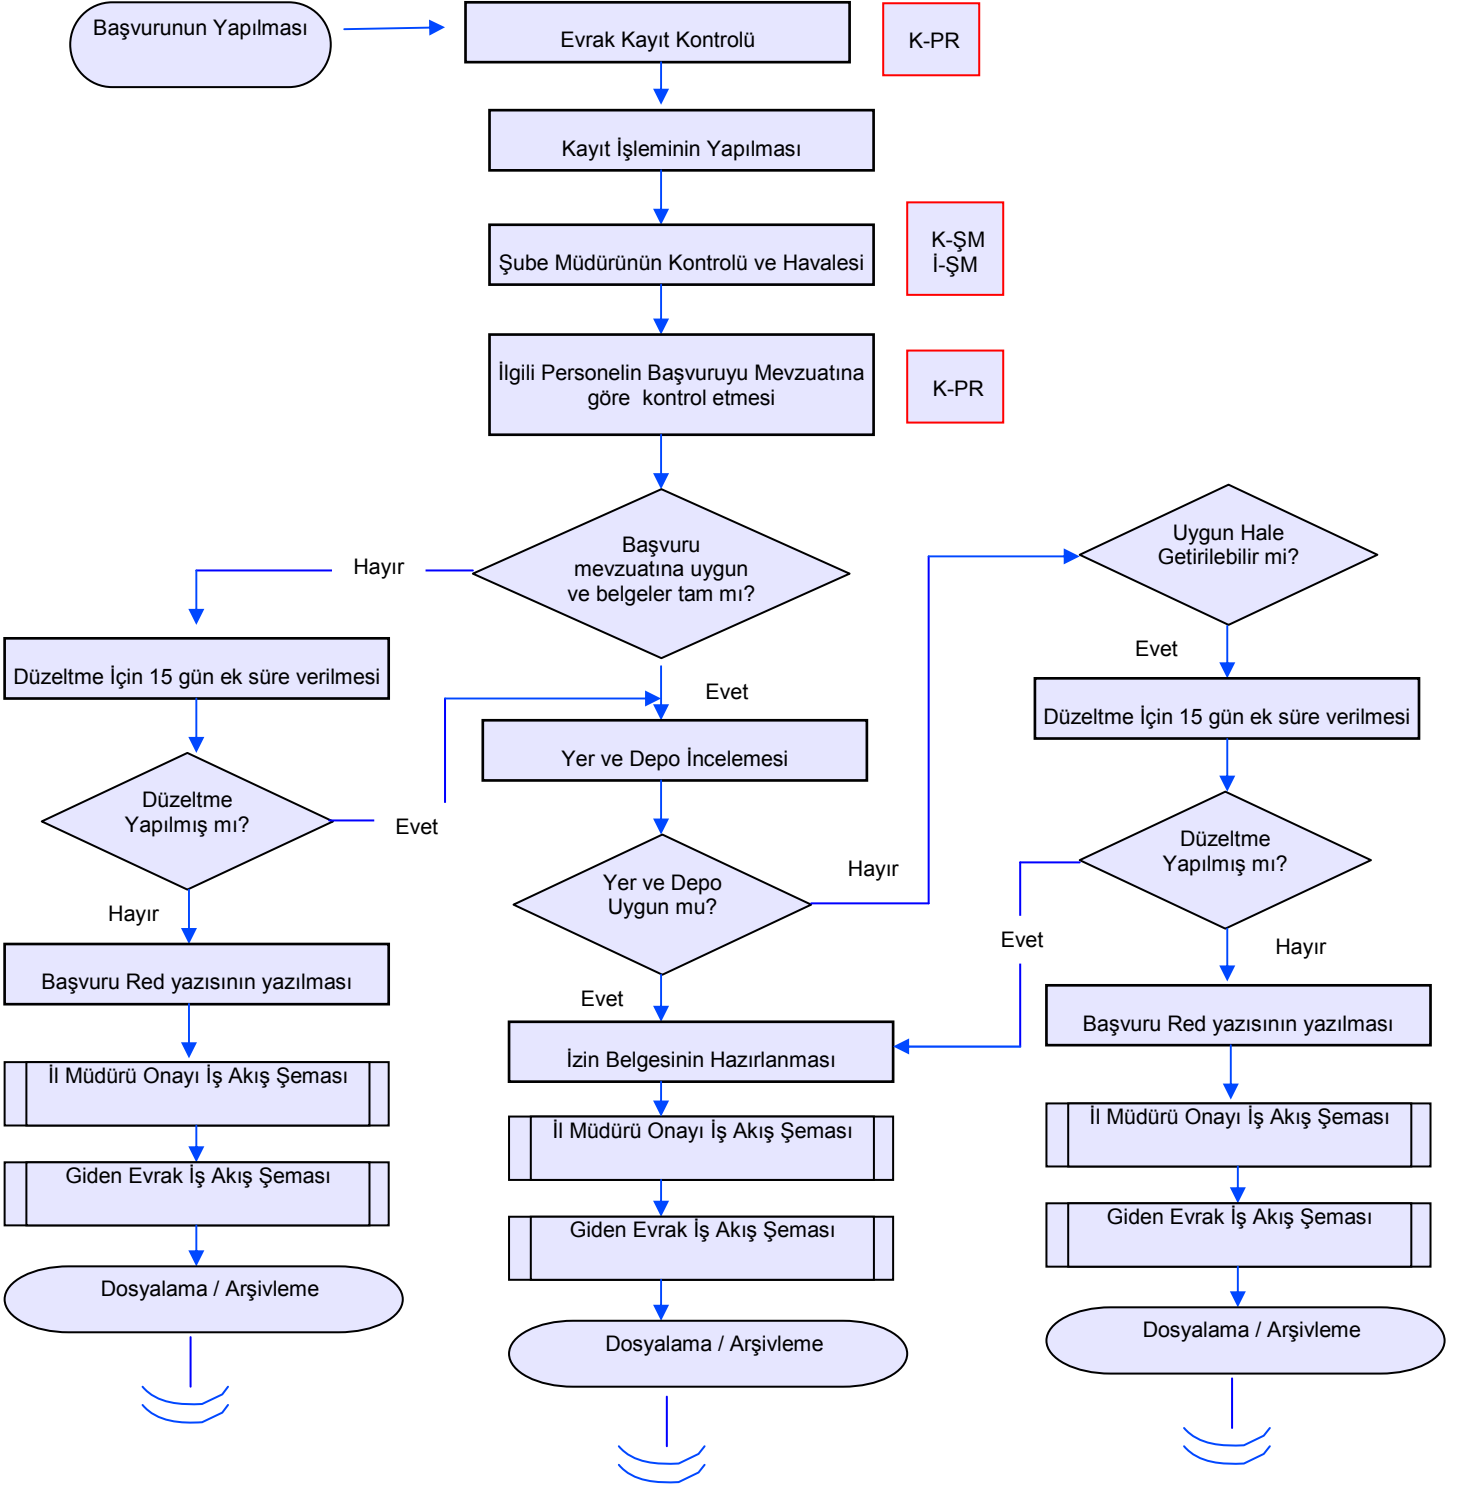 Başvurunun Yapılması
Evrak Kayıt Kontrolü
K-PR
Kayıt İşleminin Yapılması
Şube Müdürünün Kontrolü ve Havalesi
K-ŞM
İ-ŞM
İlgili Personelin Başvuruyu Mevzuatına
göre kontrol etmesi
K-PR
Başvuru
mevzuatına uygun
ve belgeler tam mı?
Hayır
Düzeltme İçin 15 gün ek süre verilmesi
Düzeltme
Yapılmış mı?
Evet
Hayır
Başvuru Red yazısının yazılması
İl Müdürü Onayı İş Akış Şeması
Giden Evrak İş Akış Şeması
Dosyalama / Arşivleme
Evet
Yer ve Depo İncelemesi
Yer ve Depo
Uygun mu?
Hayır
Evet
İzin Belgesinin Hazırlanması
İl Müdürü Onayı İş Akış Şeması
Giden Evrak İş Akış Şeması
Dosyalama / Arşivleme
Uygun Hale
Getirilebilir mi?
Evet
Düzeltme İçin 15 gün ek süre verilmesi
Düzeltme
Yapılmış mı?
Evet
Hayır
Başvuru Red yazısının yazılması
İl Müdürü Onayı İş Akış Şeması
Giden Evrak İş Akış Şeması
Dosyalama / Arşivleme